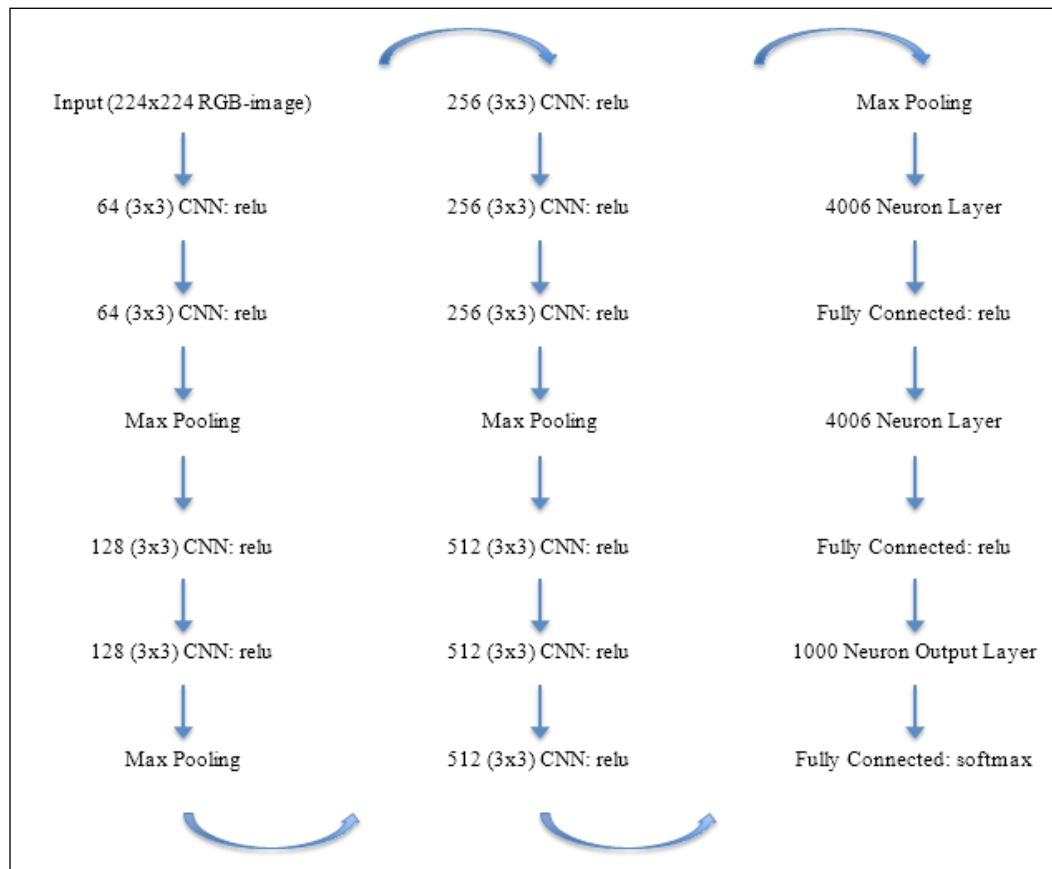 Input (224x224 RGB-image)
64 (3x3) CNN: relu
64 (3x3) CNN: relu
Max Pooling
128 (3x3) CNN: relu
128 (3x3) CNN: relu
Max Pooling
256 (3x3) CNN: relu
256 (3x3) CNN: relu
256 (3x3) CNN: relu
Max Pooling
512 (3x3) CNN: relu
512 (3x3) CNN: relu
512 (3x3) CNN: relu
Max Pooling
4006 Neuron Layer
Fully Connected: relu
4006 Neuron Layer
Fully Connected: relu
1000 Neuron Output Layer
Fully Connected: softmax